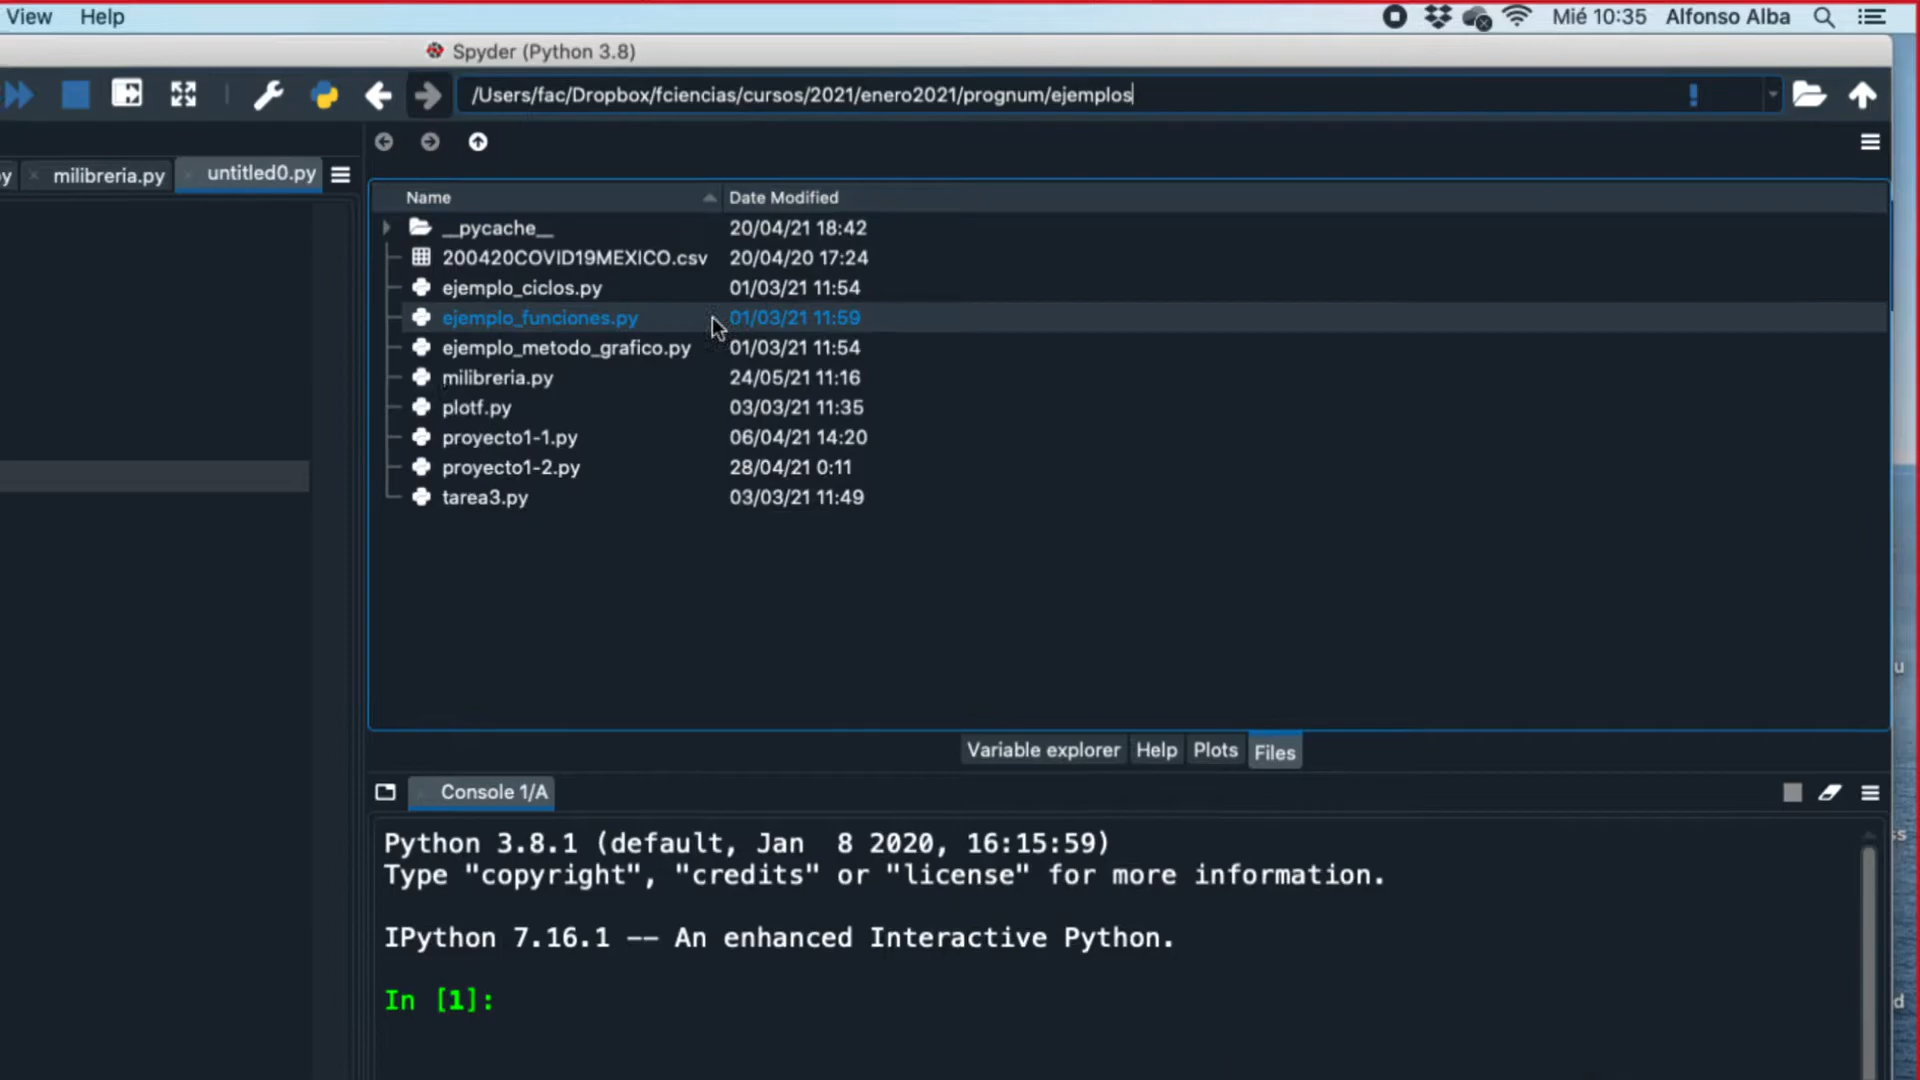 View Help Mié 10:35 Alfonso Alba
Spyder (Python 3.8)
/Users/fac/Dropbox/fciencias/cursos/2021/enero2021/prognum/ejemplos
milibreria.py untitled0.py
Name Date Modified
__pycache__ 20/04/21 18:42
200420COVID19MEXICO.csv 20/04/20 17:24
ejemplo_ciclos.py 01/03/21 11:54
ejemplo_funciones.py 01/03/21 11:59
ejemplo_metodo_grafico.py 01/03/21 11:54
milibreria.py 24/05/21 11:16
plotf.py 03/03/21 11:35
proyecto1-1.py 06/04/21 14:20
proyecto1-2.py 28/04/21 0:11
tarea3.py 03/03/21 11:49
Variable explorer Help Plots Files
Console 1/A
Python 3.8.1 (default, Jan  8 2020, 16:15:59)
Type "copyright", "credits" or "license" for more information.
IPython 7.16.1 -- An enhanced Interactive Python.
In [1]: